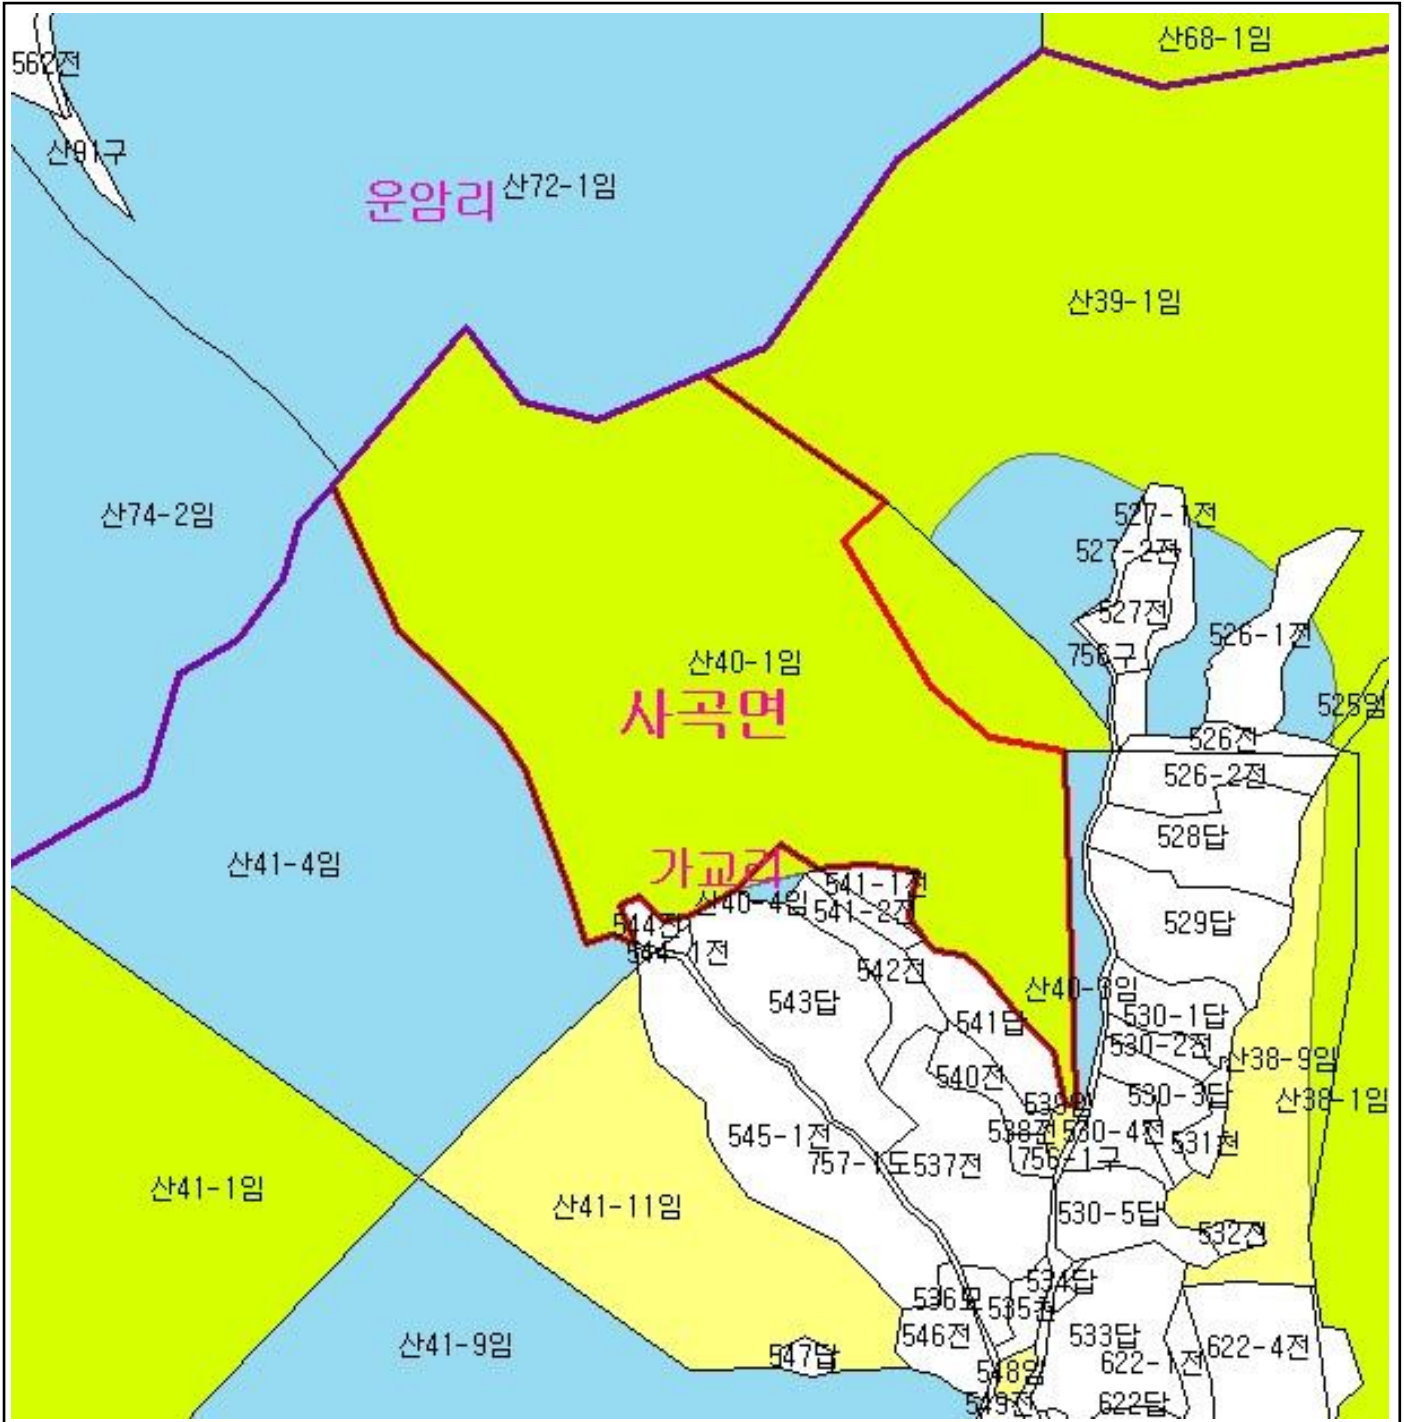 산68-1임
562전
산91구
운암리
산72-1임
산39-1임
산74-2임
527-1전
527-2전
527전
526-1전
756구
산40-1임
사곡면
525임
526전
526-2전
528답
산41-4임
가교리
541-1전
산40-4임
541-2전
544전
529답
544-1전
542전
543답
산40-3임
541답
530-1답
530-2전
산38-9임
540전
530-3답
산38-1임
539임
538전
530-4전
545-1전
531전
757-1도
537전
756-1구
산41-1임
산41-11임
530-5답
532전
534답
536묘
535전
546전
533답
산41-9임
622-4전
547답
622-1전
548임
549전
622답